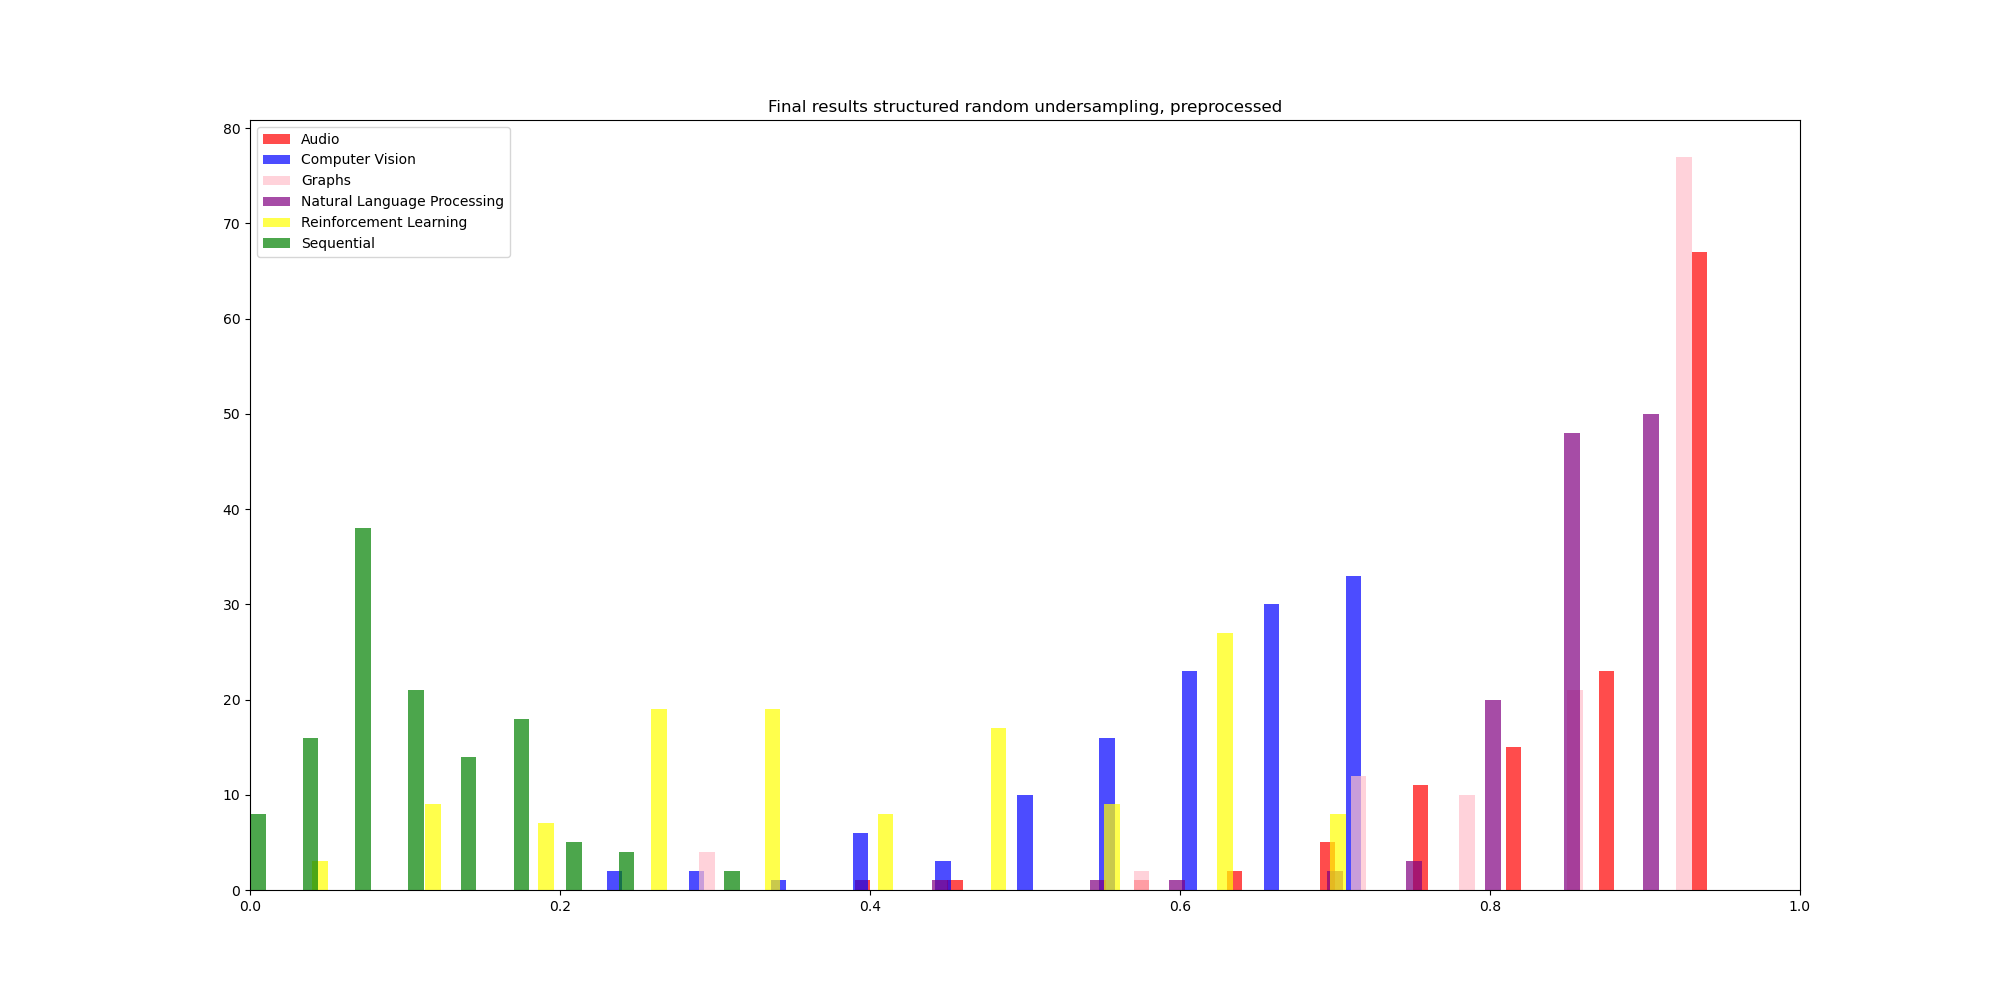 Final results structured random undersampling, preprocessed
80
70
60
50
40
30
20
10
0
Audio
Computer Vision
Graphs
Natural Language Processing
Reinforcement Learning
Sequential
0.0 0.2 0.4 0.6 0.8 1.0